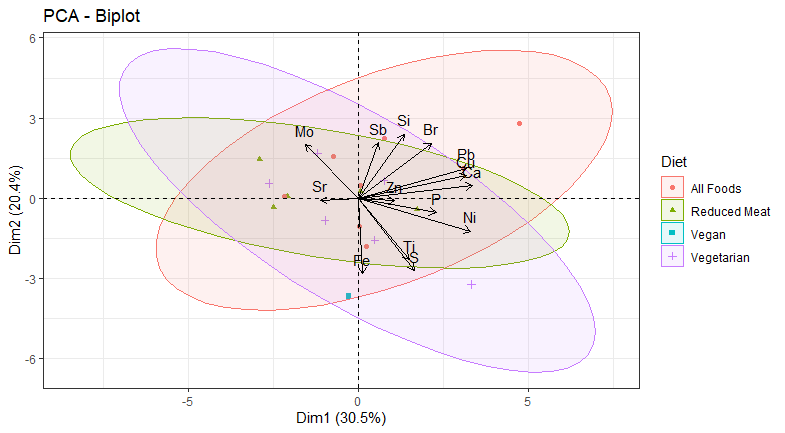 PCA - Biplot
6
3
0
-3
-6
-5
0
5
Dim2 (20.4%)
Dim1 (30.5%)
Mo
Sb
Si
Br
Pb
Cu
Ca
Sr
Zn
P
Ni
Ti
S
Fe
Diet
All Foods
Reduced Meat
Vegan
Vegetarian